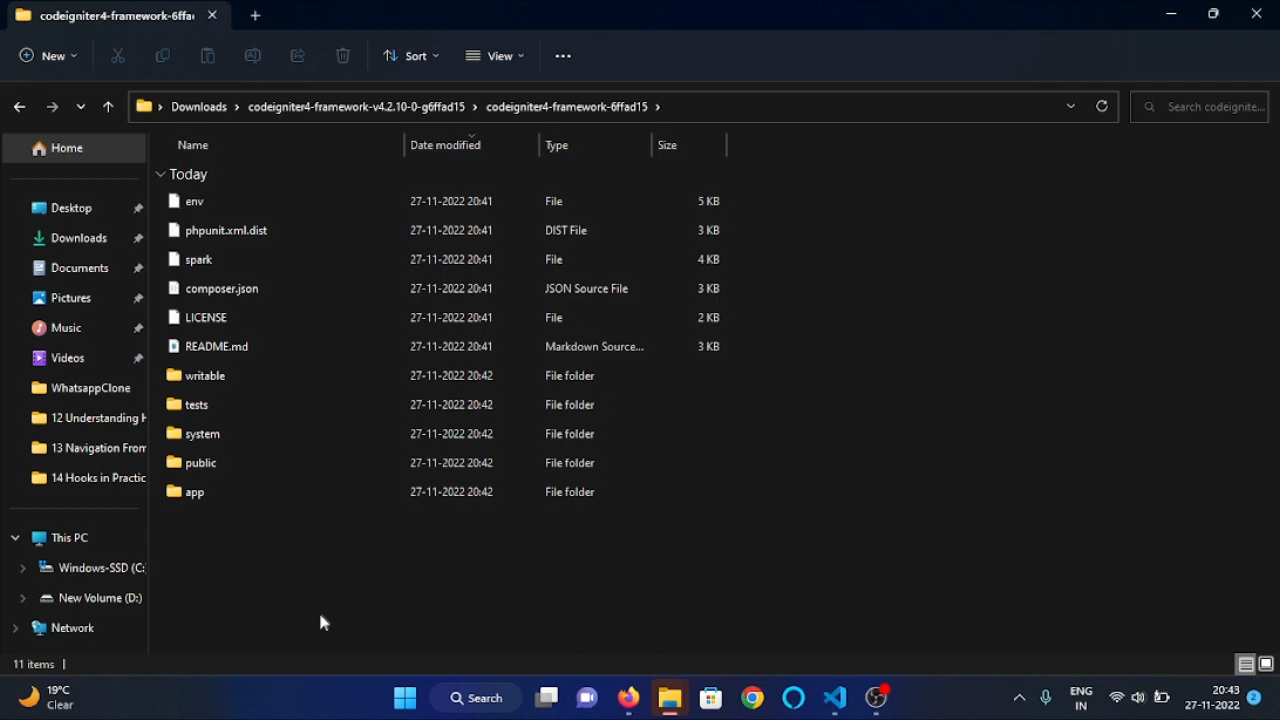 codeigniter4-framework-6ffa
New
Sort
View
Downloads
codeigniter4-framework-v4.2.10-0-g6ffad15
codeigniter4-framework-6ffad15
Search codeignite...
Home
Name Date modified Type Size
Today
env 27-11-2022 20:41 File 5 KB
phpunit.xml.dist 27-11-2022 20:41 DIST File 3 KB
spark 27-11-2022 20:41 File 4 KB
composer.json 27-11-2022 20:41 JSON Source File 3 KB
LICENSE 27-11-2022 20:41 File 2 KB
README.md 27-11-2022 20:41 Markdown Source... 3 KB
writable 27-11-2022 20:42 File folder
tests 27-11-2022 20:42 File folder
system 27-11-2022 20:42 File folder
public 27-11-2022 20:42 File folder
app 27-11-2022 20:42 File folder
Desktop
Downloads
Documents
Pictures
Music
Videos
WhatsappClone
12 Understanding H
13 Navigation From
14 Hooks in Practic
This PC
Windows-SSD (C:
New Volume (D:)
Network
11 items
19°C
Clear
Search
ENG
IN
20:43
27-11-2022
2